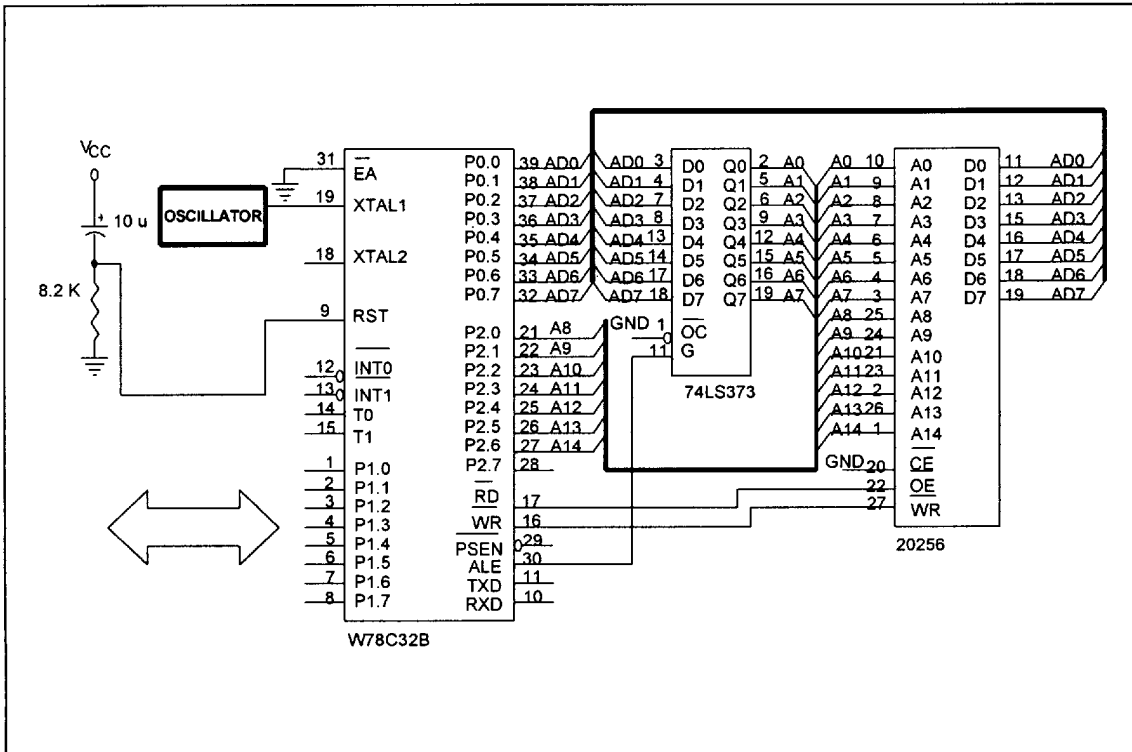 VCC
10 u
8.2 K
OSCILLATOR
31 EA
19 XTAL1
18 XTAL2
9 RST
12 INT0
13 INT1
14 T0
15 T1
1 P1.0
2 P1.1
3 P1.2
4 P1.3
5 P1.4
6 P1.5
7 P1.6
8 P1.7
P0.0 39 AD0
P0.1 38 AD1
P0.2 37 AD2
P0.3 36 AD3
P0.4 35 AD4
P0.5 34 AD5
P0.6 33 AD6
P0.7 32 AD7
P2.0 21 A8
P2.1 22 A9
P2.2 23 A10
P2.3 24 A11
P2.4 25 A12
P2.5 26 A13
P2.6 27 A14
P2.7 28
RD 17
WR 16
PSEN 29
ALE 30
TXD 11
RXD 10
W78C32B
AD0 3 D0 Q0 2 A0
AD1 4 D1 Q1 5 A1
AD2 7 D2 Q2 6 A2
AD3 8 D3 Q3 9 A3
AD4 13 D4 Q4 12 A4
AD5 14 D5 Q5 15 A5
AD6 17 D6 Q6 16 A6
AD7 18 D7 Q7 19 A7
GND 1 OC
11 G
74LS373
A0 10 A0 D0 11 AD0
A1 9 A1 D1 12 AD1
A2 8 A2 D2 13 AD2
A3 7 A3 D3 15 AD3
A4 6 A4 D4 16 AD4
A5 5 A5 D5 17 AD5
A6 4 A6 D6 18 AD6
A7 3 A7 D7 19 AD7
A8 25 A8
A9 24 A9
A10 21 A10
A11 23 A11
A12 2 A12
A13 26 A13
A14 1 A14
GND 20 CE
22 OE
27 WR
20256